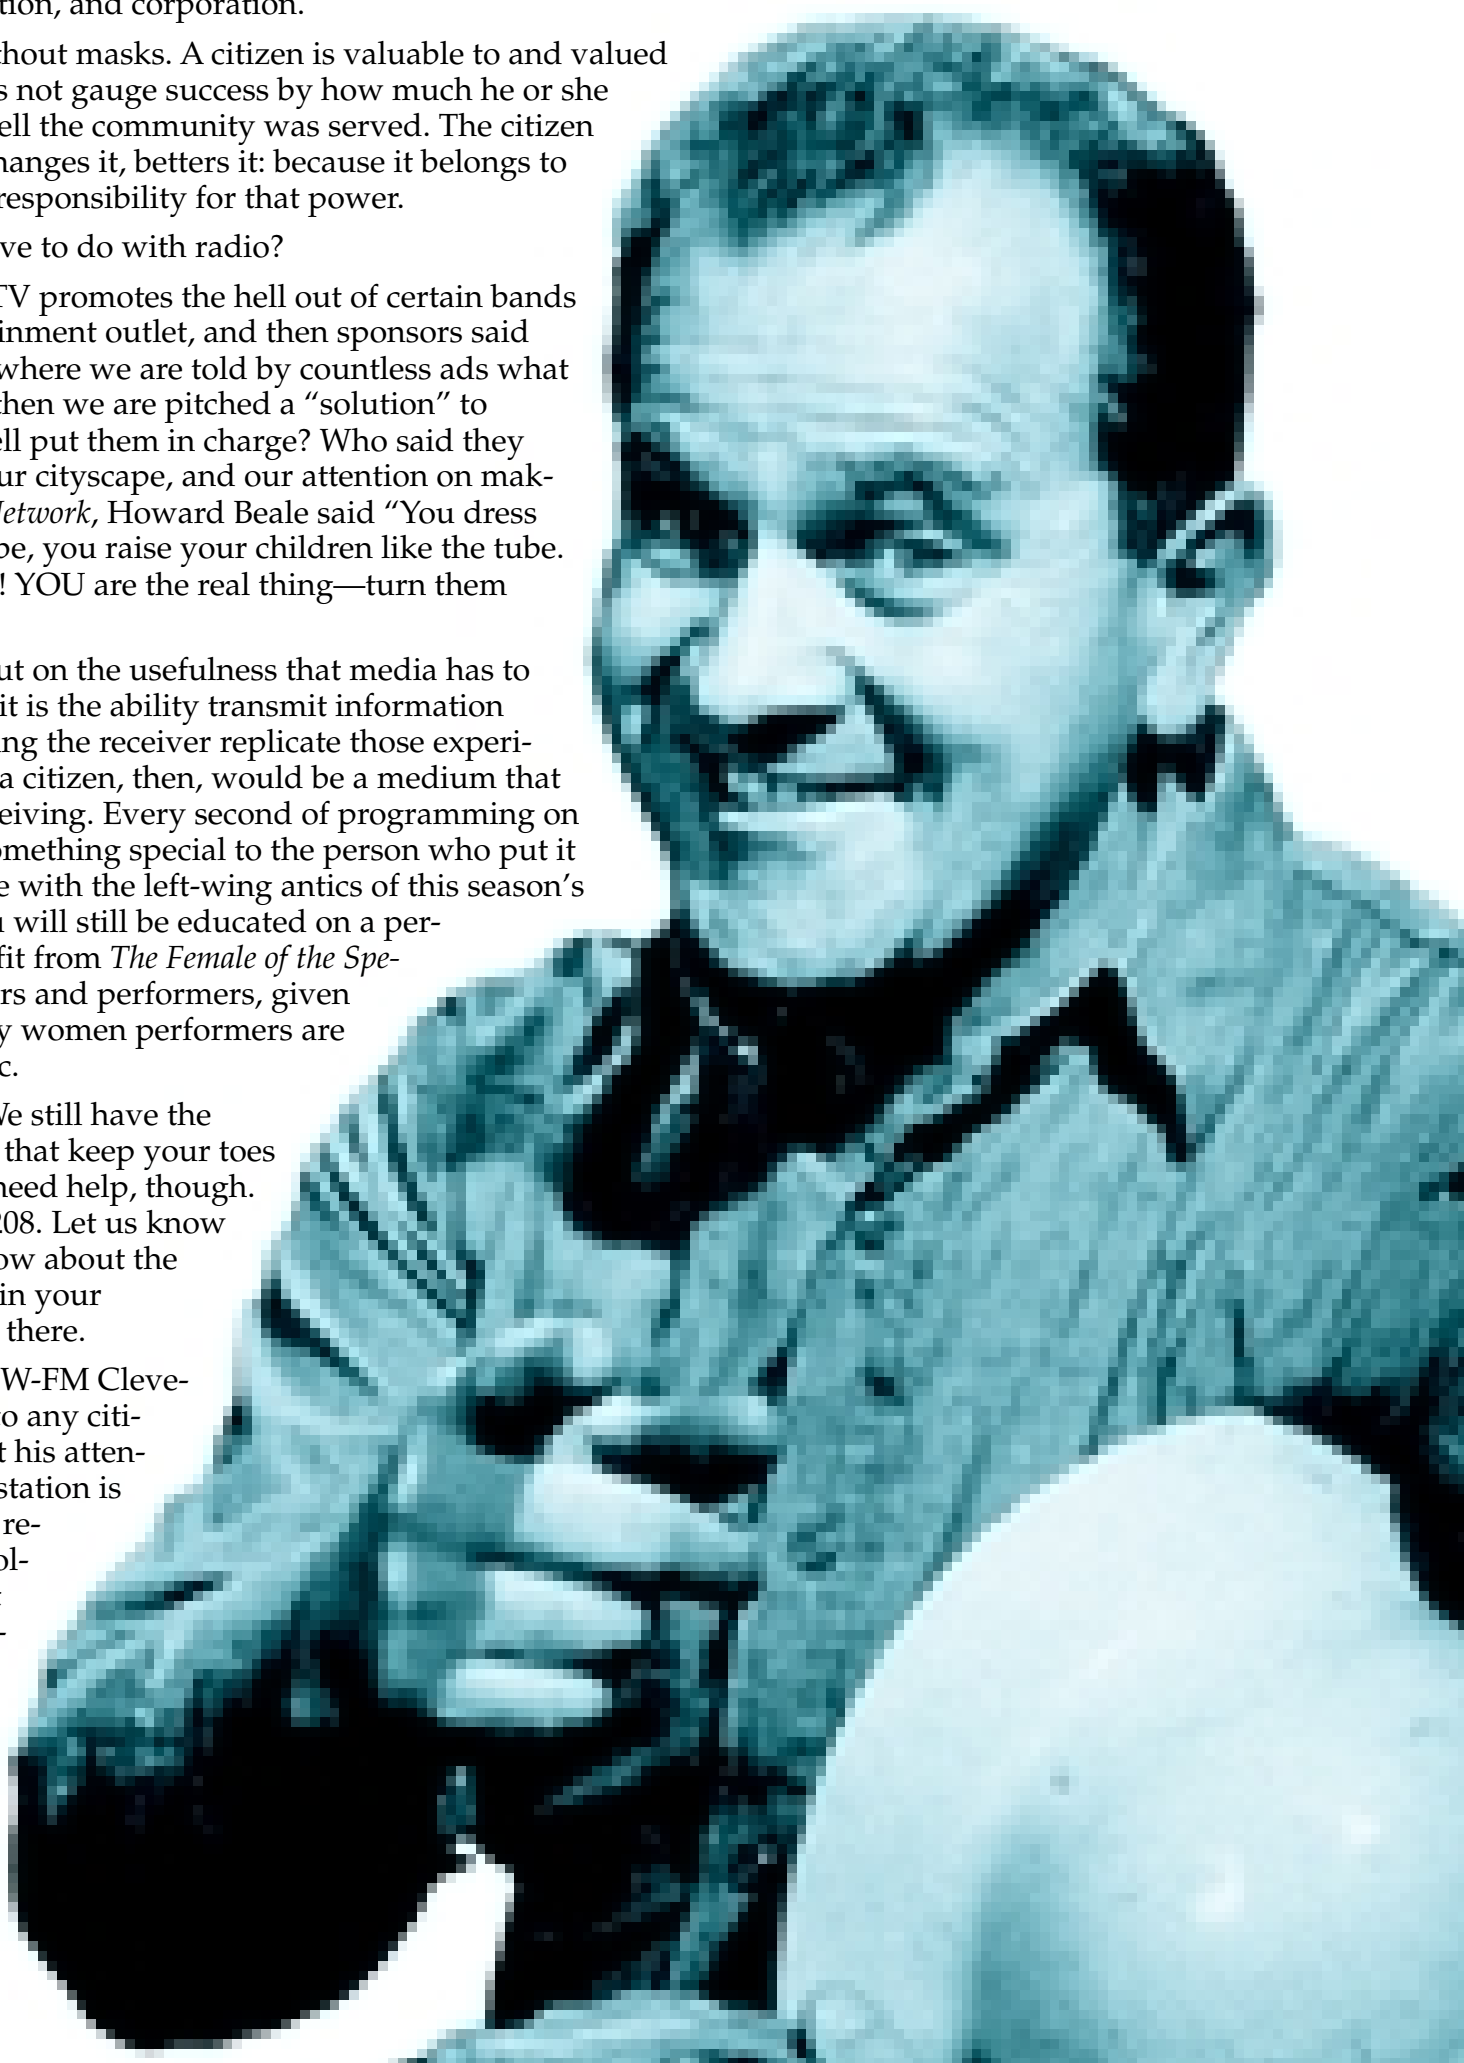 tion, and corporation.
thout masks. A citizen is valuable to and valued
s not gauge success by how much he or she
ell the community was served. The citizen
hanges it, betters it: because it belongs to
responsibility for that power.
ve to do with radio?
TV promotes the hell out of certain bands
inment outlet, and then sponsors said
where we are told by countless ads what
then we are pitched a “solution” to
ell put them in charge? Who said they
ur cityscape, and our attention on mak-
Network, Howard Beale said “You dress
be, you raise your children like the tube.
! YOU are the real thing—turn them
ut on the usefulness that media has to
it is the ability transmit information
ing the receiver replicate those experi-
a citizen, then, would be a medium that
eiving. Every second of programming on
omething special to the person who put it
e with the left-wing antics of this season’s
u will still be educated on a per-
fit from The Female of the Spe-
rs and performers, given
y women performers are
c.
We still have the
that keep your toes
need help, though.
208. Let us know
ow about the
in your
there.
W-FM Cleve-
o any citi-
t his atten-
station is
re-
ol-
t
-